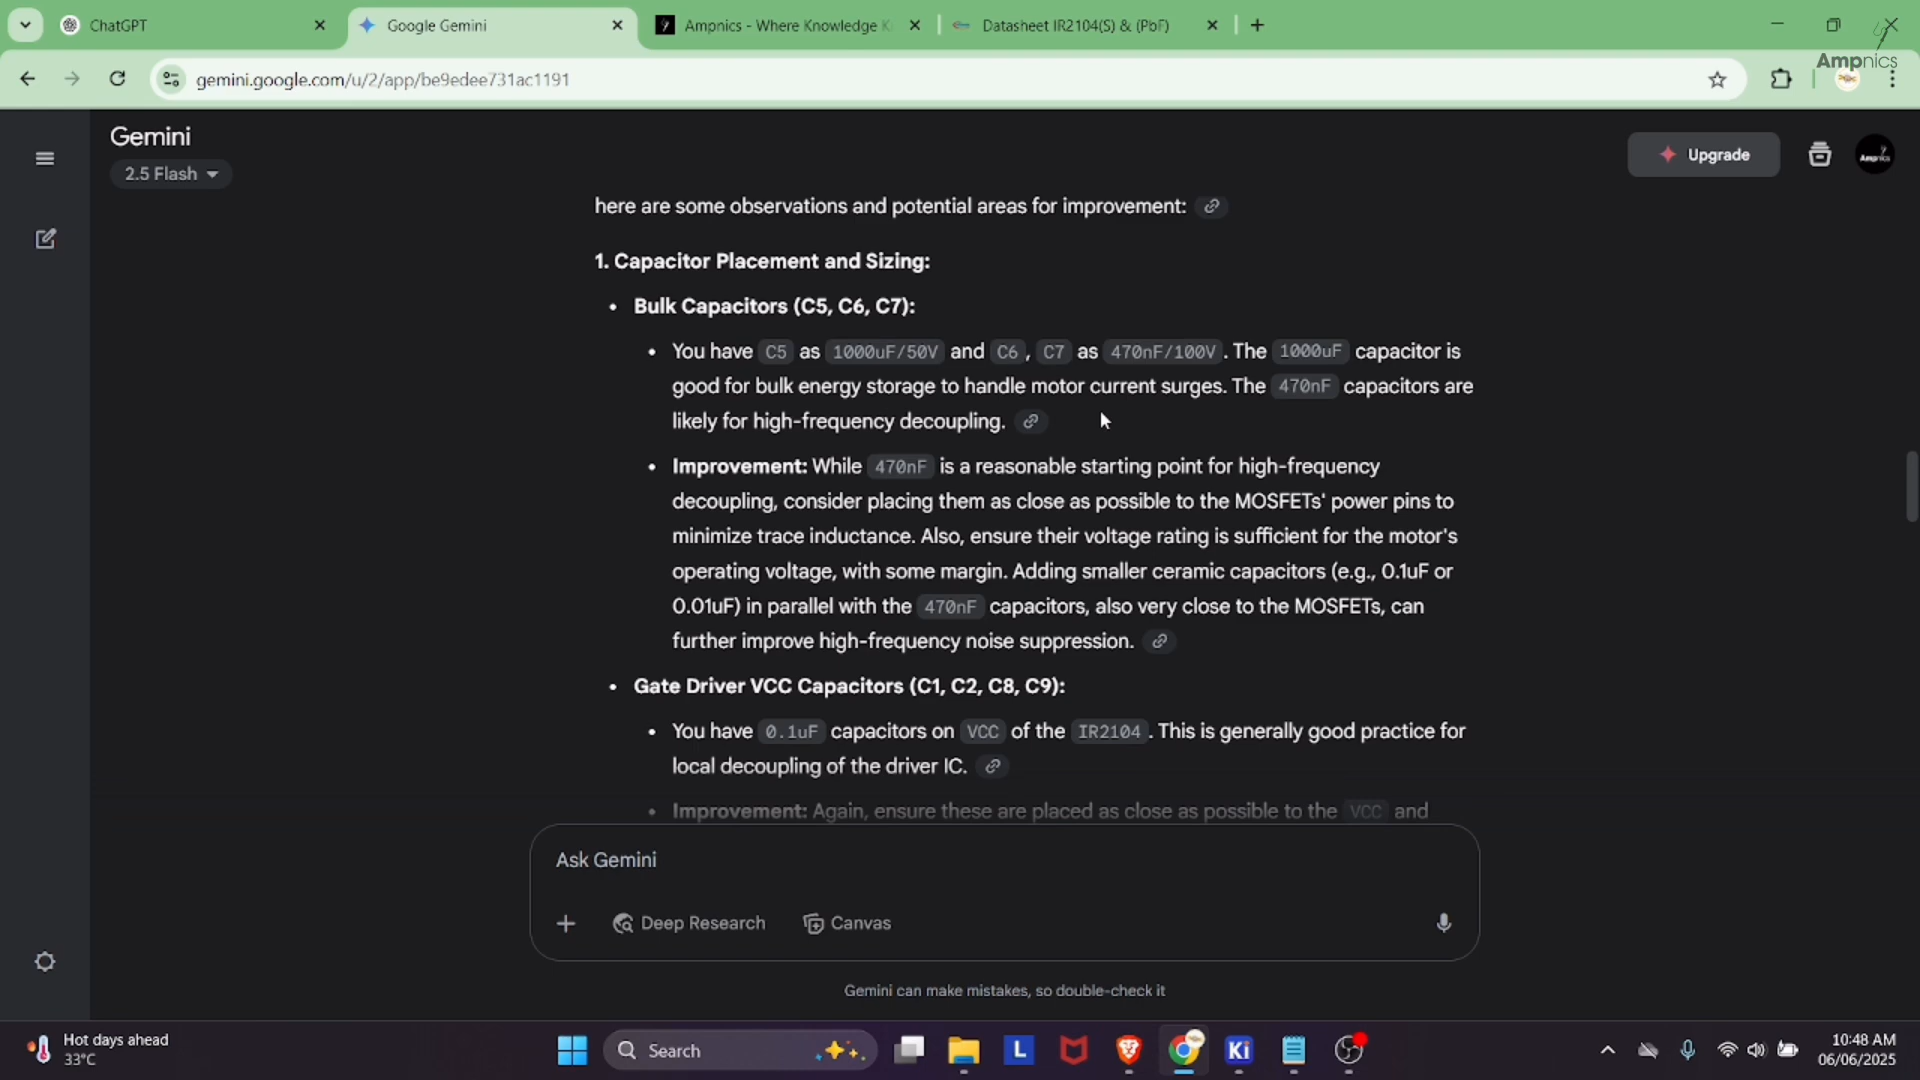 ChatGPT
Google Gemini
Ampnics - Where Knowledge K
Datasheet IR2104(S) & (PbF)
gemini.google.com/u/2/app/be9edee731ac1191
Ampnics
Gemini
2.5 Flash
Upgrade
Ampnics
here are some observations and potential areas for improvement:
1. Capacitor Placement and Sizing:
• Bulk Capacitors (C5, C6, C7):
• You have C5 as 1000uF/50V and C6, C7 as 470nF/100V. The 1000uF capacitor is
good for bulk energy storage to handle motor current surges. The 470nF capacitors are
likely for high-frequency decoupling.
• Improvement: While 470nF is a reasonable starting point for high-frequency
decoupling, consider placing them as close as possible to the MOSFETs' power pins to
minimize trace inductance. Also, ensure their voltage rating is sufficient for the motor's
operating voltage, with some margin. Adding smaller ceramic capacitors (e.g., 0.1uF or
0.01uF) in parallel with the 470nF capacitors, also very close to the MOSFETs, can
further improve high-frequency noise suppression.
• Gate Driver VCC Capacitors (C1, C2, C8, C9):
• You have 0.1uF capacitors on VCC of the IR2104. This is generally good practice for
local decoupling of the driver IC.
• Improvement: Again, ensure these are placed as close as possible to the VCC and
Ask Gemini
Deep Research
Canvas
Gemini can make mistakes, so double-check it
Hot days ahead
33°C
Search
L
Ki
10:48 AM
06/06/2025